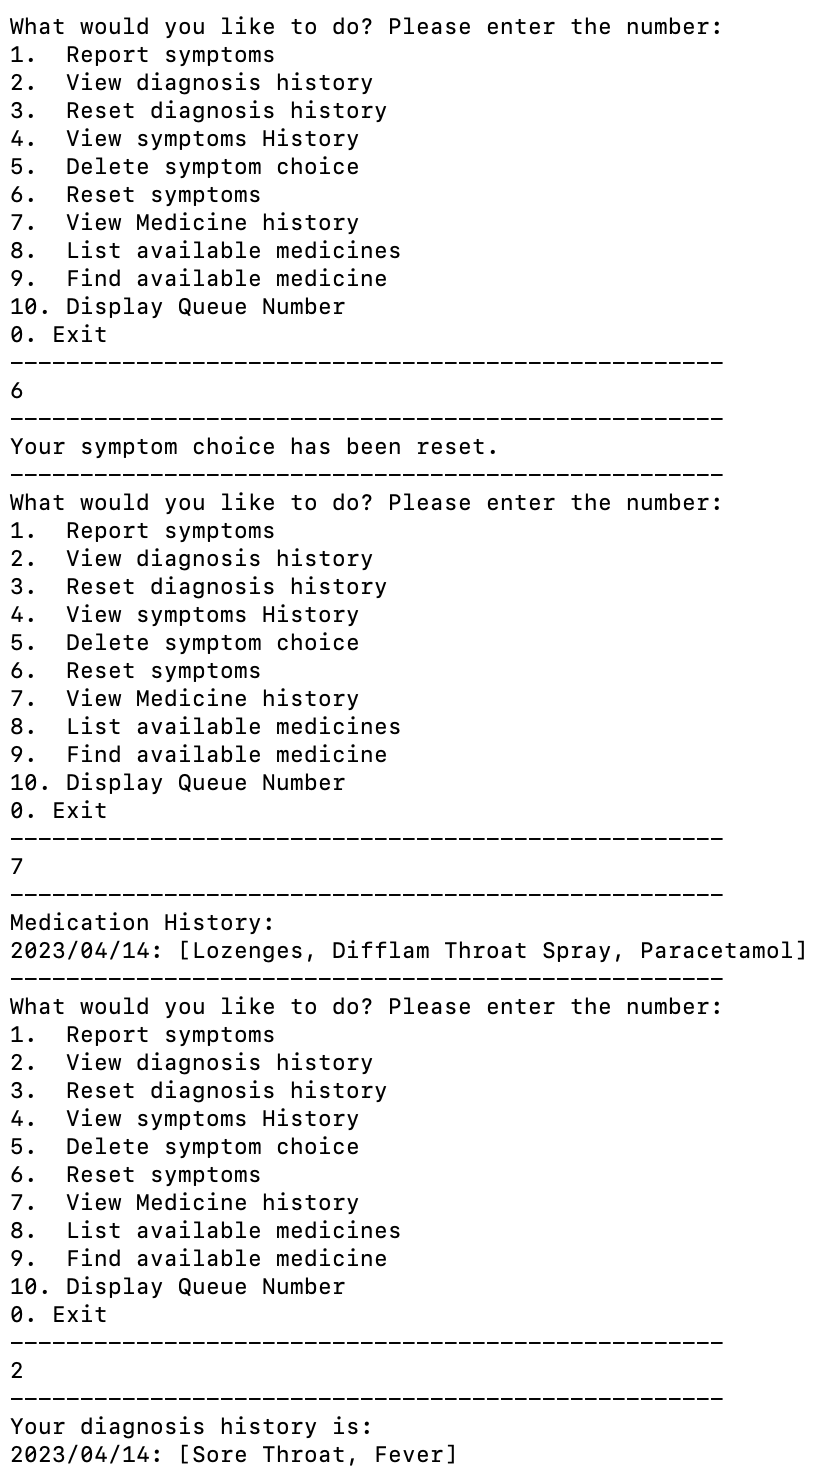 What would you like to do? Please enter the number:
1.  Report symptoms
2.  View diagnosis history
3.  Reset diagnosis history
4.  View symptoms History
5.  Delete symptom choice
6.  Reset symptoms
7.  View Medicine history
8.  List available medicines
9.  Find available medicine
10. Display Queue Number
0. Exit
---------------------------------------------------
6
---------------------------------------------------
Your symptom choice has been reset.
---------------------------------------------------
What would you like to do? Please enter the number:
1.  Report symptoms
2.  View diagnosis history
3.  Reset diagnosis history
4.  View symptoms History
5.  Delete symptom choice
6.  Reset symptoms
7.  View Medicine history
8.  List available medicines
9.  Find available medicine
10. Display Queue Number
0. Exit
---------------------------------------------------
7
---------------------------------------------------
Medication History:
2023/04/14: [Lozenges, Difflam Throat Spray, Paracetamol]
---------------------------------------------------
What would you like to do? Please enter the number:
1.  Report symptoms
2.  View diagnosis history
3.  Reset diagnosis history
4.  View symptoms History
5.  Delete symptom choice
6.  Reset symptoms
7.  View Medicine history
8.  List available medicines
9.  Find available medicine
10. Display Queue Number
0. Exit
---------------------------------------------------
2
---------------------------------------------------
Your diagnosis history is:
2023/04/14: [Sore Throat, Fever]